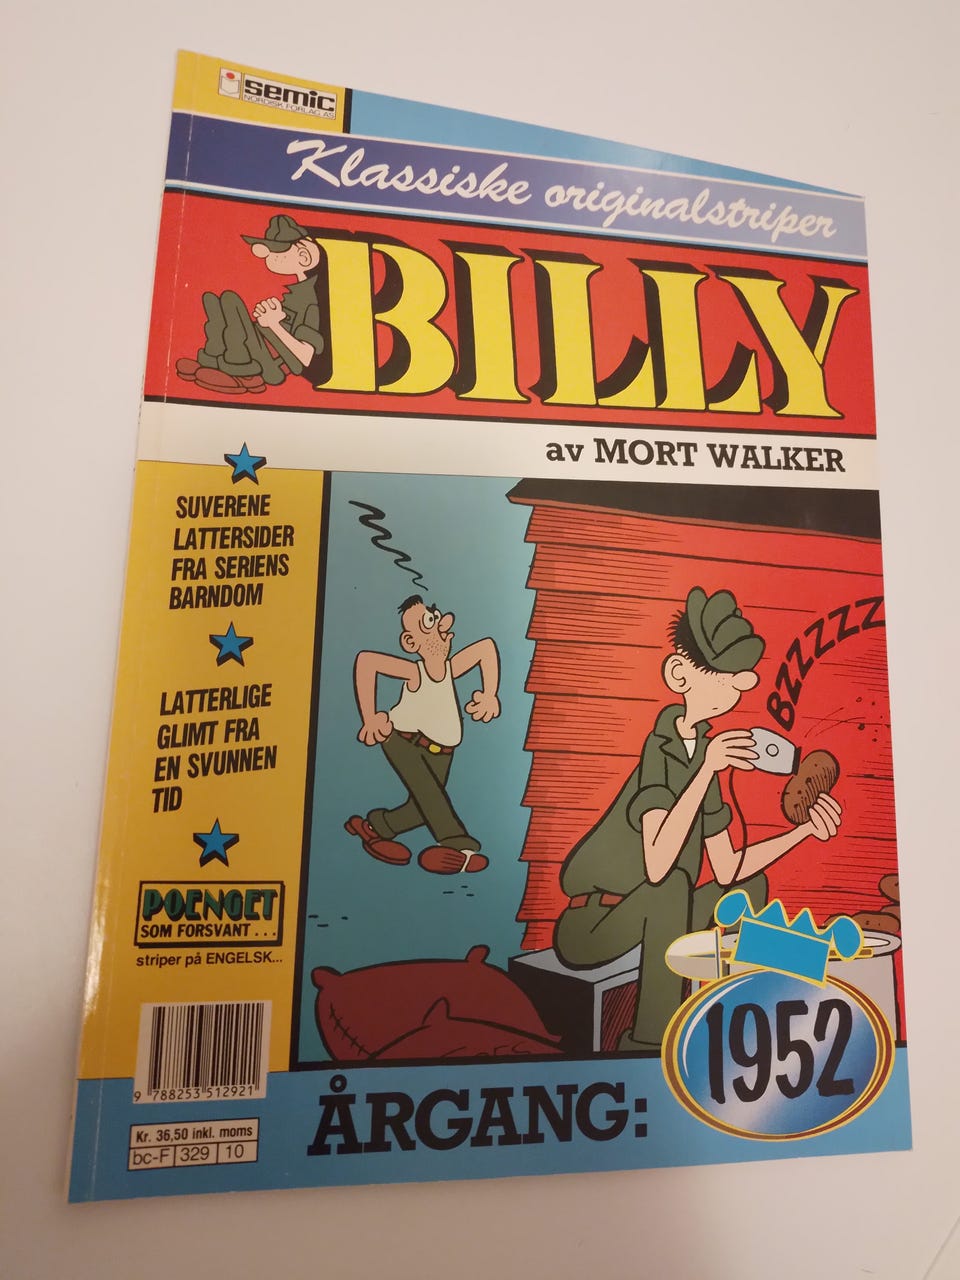 semic
NORDISK FORLAG AS
Klassiske originalstriper
BILLY
av MORT WALKER
SUVERENE
LATTERSIDER
FRA SERIENS
BARNDOM
LATTERLIGE
GLIMT FRA
EN SVUNNEN
TID
POENGET
SOM FORSVANT...
striper på ENGELSK...
BZZZZZ
9 788253 512921
Kr. 36,50 inkl. moms
bc-F 329 10
ÅRGANG:
1952